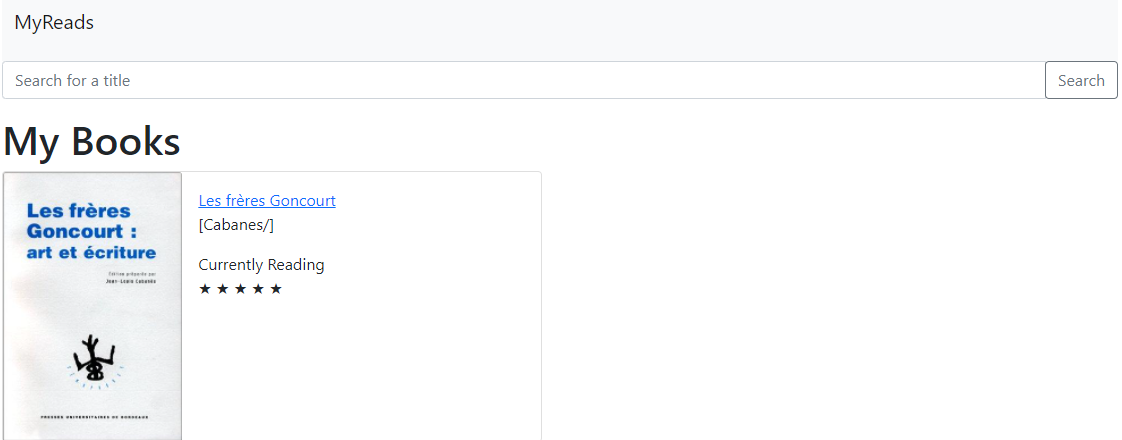 MyReads
Search for a title
Search
My Books
Les frères
Goncourt :
art et écriture
Édition préparée par
Jean-Louis Cabanès
PRESSES UNIVERSITAIRES DE BORDEAUX
Les frères Goncourt
[Cabanes/]
Currently Reading
★ ★ ★ ★ ★